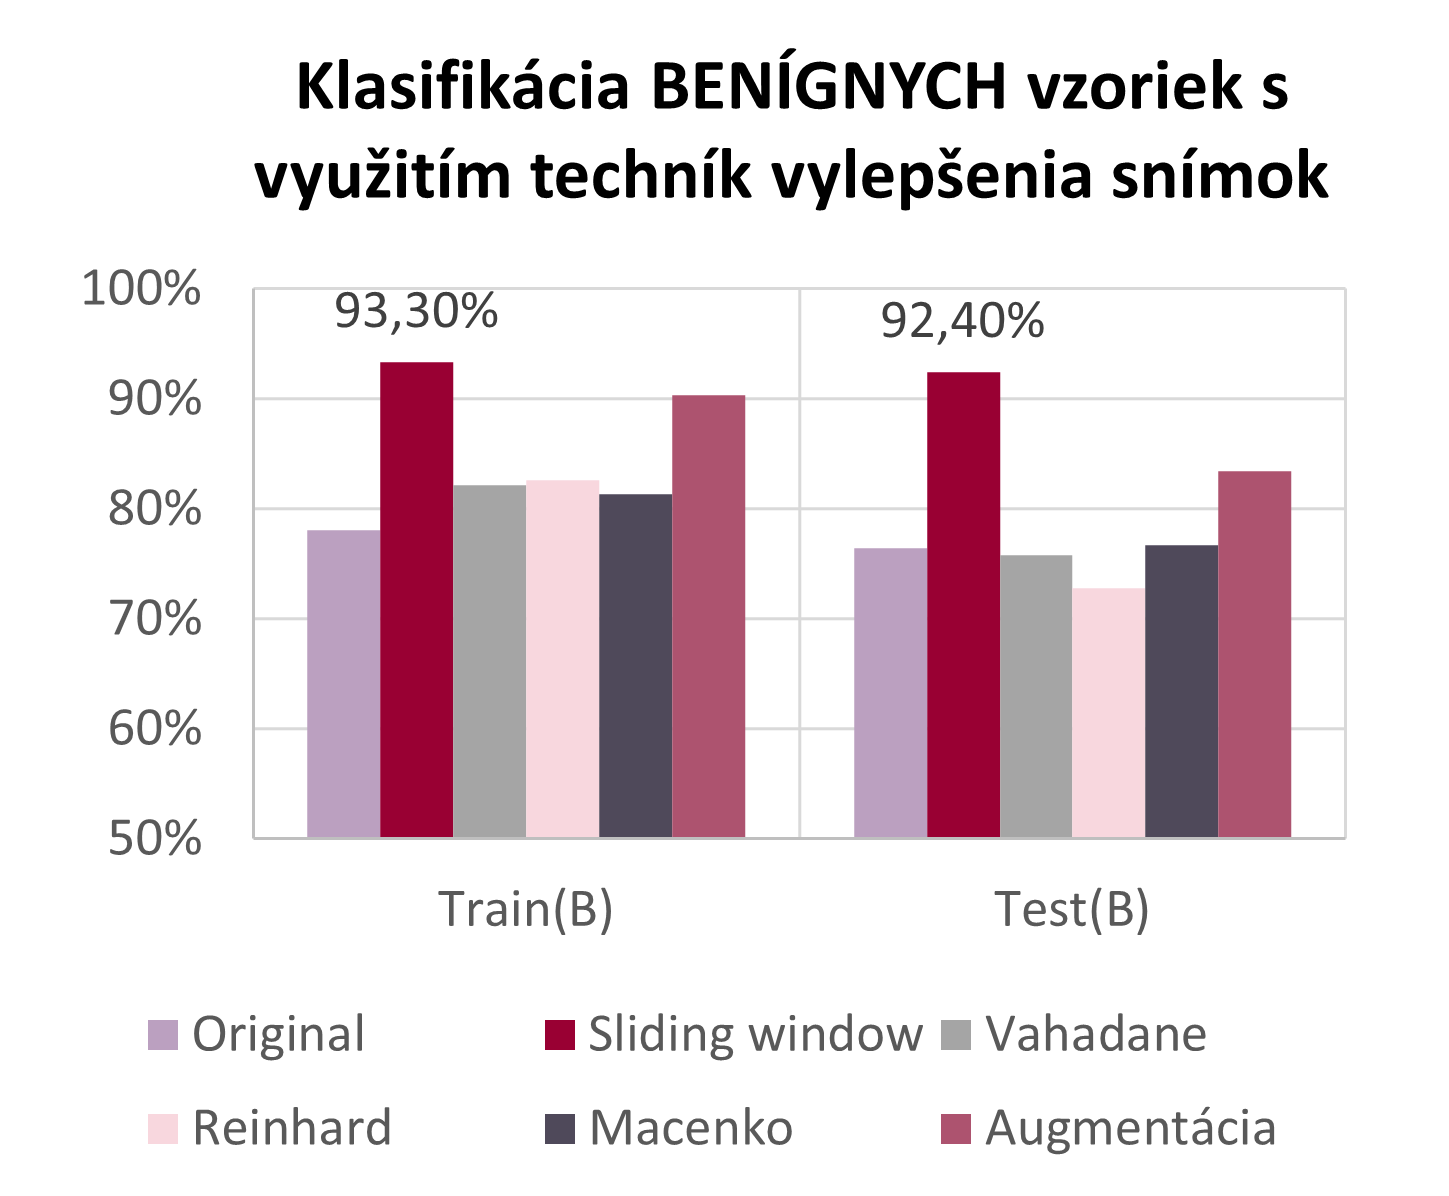 Klasifikácia BENÍGNYCH vzoriek s
využitím techník vylepšenia snímok
100%
90%
80%
70%
60%
50%
93,30%
92,40%
Train(B)
Test(B)
Original
Sliding window
Vahadane
Reinhard
Macenko
Augmentácia